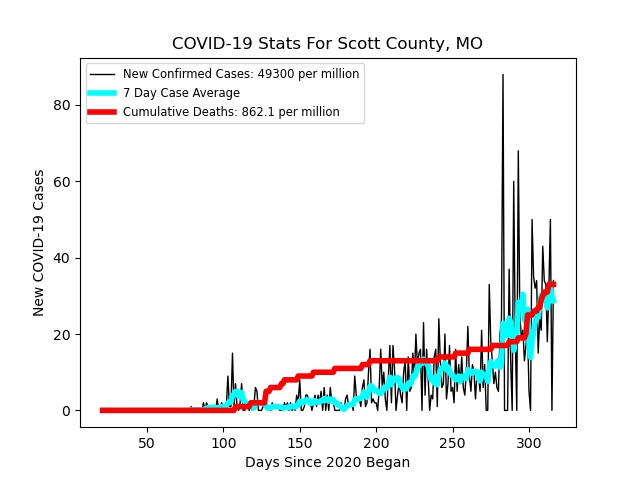 COVID-19 Stats For Scott County, MO
New Confirmed Cases: 49300 per million
7 Day Case Average
Cumulative Deaths: 862.1 per million
New COVID-19 Cases
80
60
40
20
0
50 100 150 200 250 300
Days Since 2020 Began